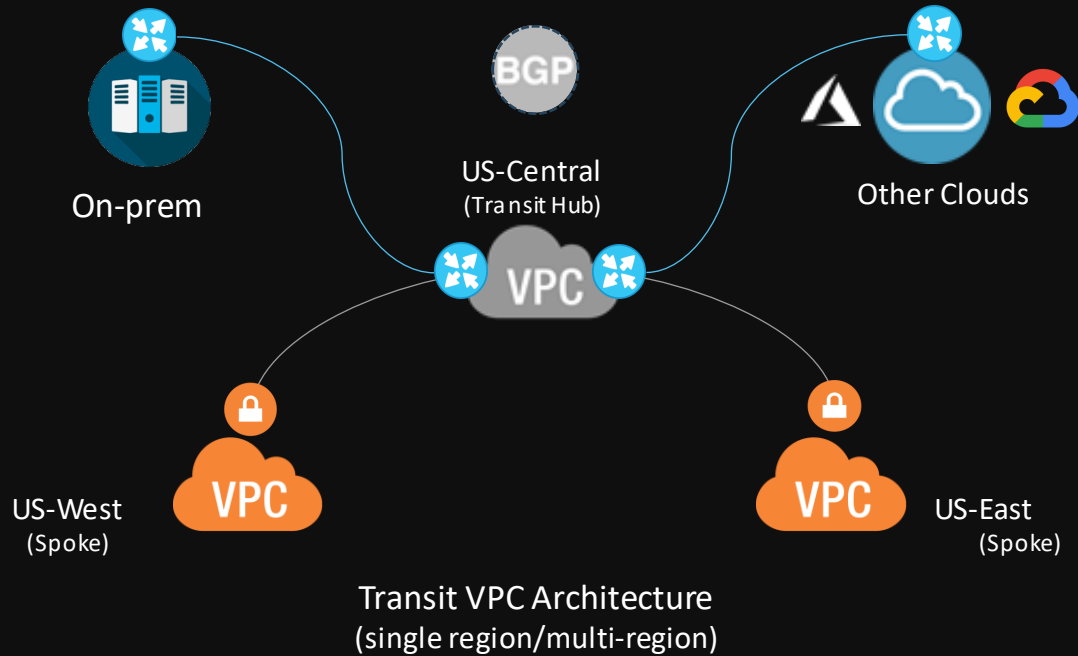 BGP
US-Central
(Transit Hub)
On-prem
Other Clouds
VPC
VPC
VPC
US-West
(Spoke)
US-East
(Spoke)
Transit VPC Architecture
(single region/multi-region)